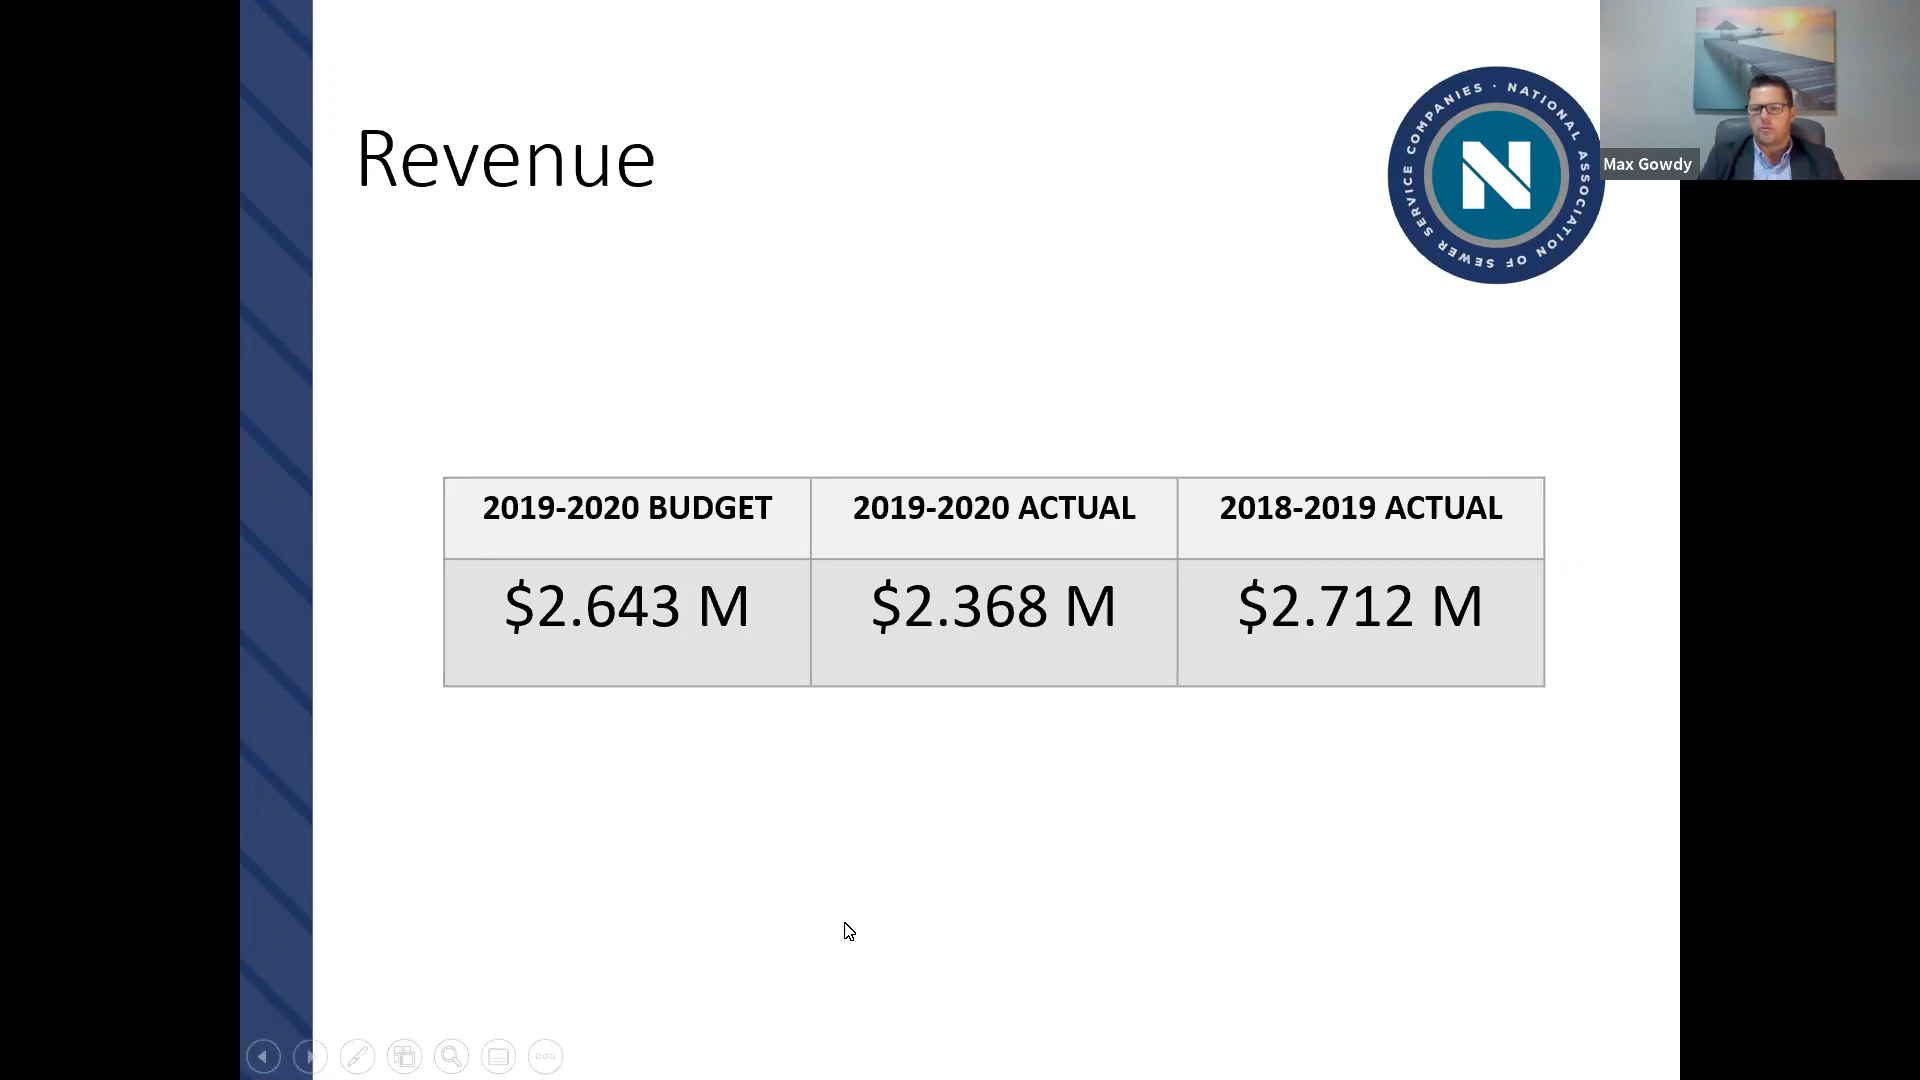 Revenue
NATIONAL ASSOCIATION OF SEWER SERVICE COMPANIES ·
N
Max Gowdy
2019-2020 BUDGET 2019-2020 ACTUAL 2018-2019 ACTUAL
$2.643 M $2.368 M $2.712 M